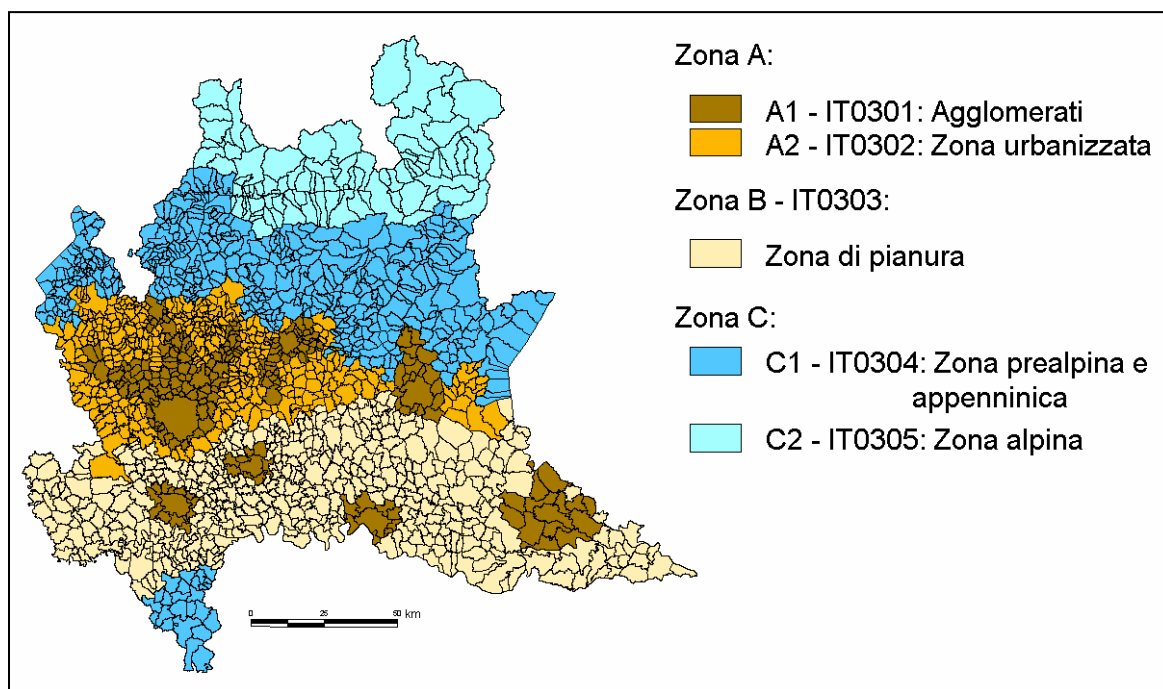 Zona A:
A1 - IT0301: Agglomerati
A2 - IT0302: Zona urbanizzata
Zona B - IT0303:
Zona di pianura
Zona C:
C1 - IT0304: Zona prealpina e
appenninica
C2 - IT0305: Zona alpina
0 25 50 km